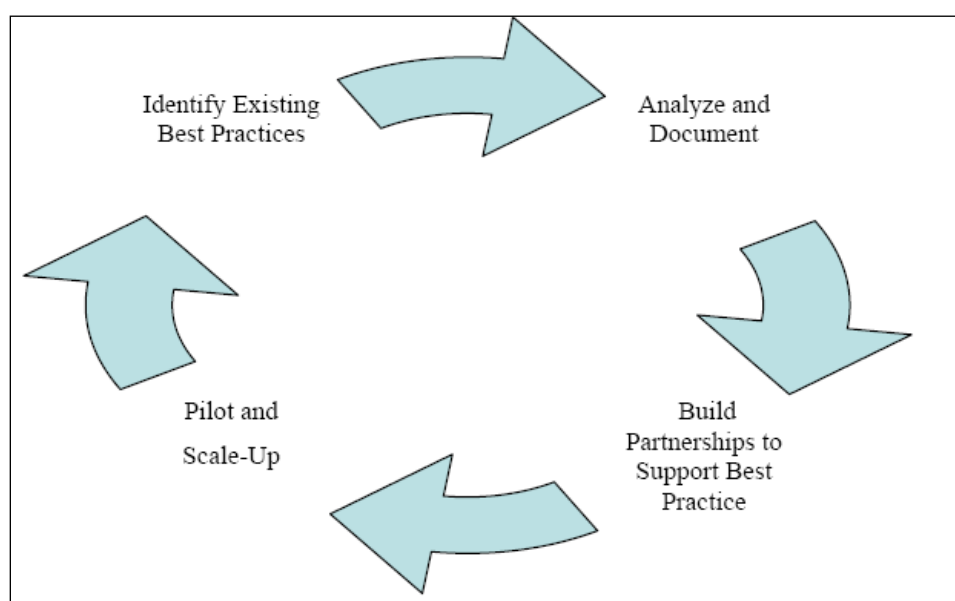 Identify Existing
Best Practices
Analyze and
Document
Build
Partnerships to
Support Best
Practice
Pilot and
Scale-Up